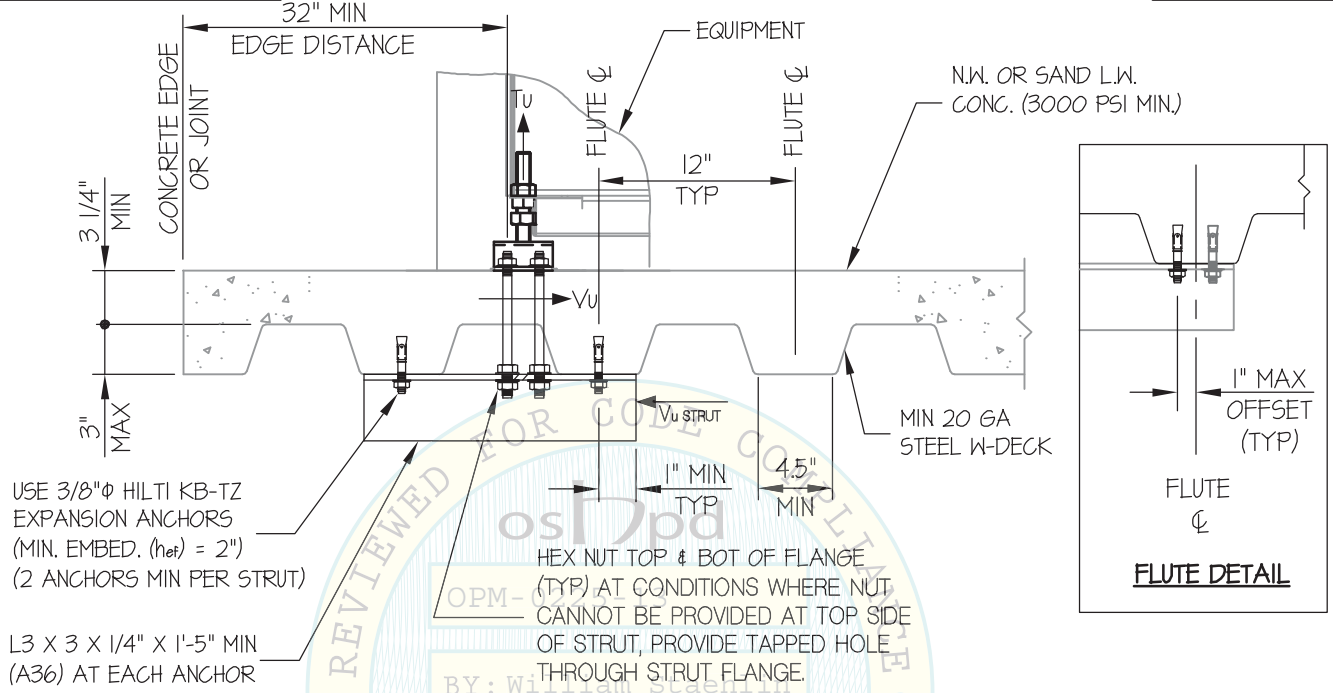 32" MIN
EDGE DISTANCE
CONCRETE EDGE
OR JOINT
EQUIPMENT
Tu
FLUTE ℄
FLUTE ℄
N.W. OR SAND L.W.
CONC. (3000 PSI MIN.)
12"
TYP
3 1/4"
MIN
Vu
3"
MAX
Vu STRUT
MIN 20 GA
STEEL W-DECK
1" MIN
TYP
4.5"
MIN
USE 3/8"Φ HILTI KB-TZ
EXPANSION ANCHORS
(MIN. EMBED. (hef) = 2")
(2 ANCHORS MIN PER STRUT)
L3 X 3 X 1/4" X 1'-5" MIN
(A36) AT EACH ANCHOR
HEX NUT TOP & BOT OF FLANGE
(TYP) AT CONDITIONS WHERE NUT
CANNOT BE PROVIDED AT TOP SIDE
OF STRUT, PROVIDE TAPPED HOLE
THROUGH STRUT FLANGE.
1" MAX
OFFSET
(TYP)
FLUTE
℄
FLUTE DETAIL
REVIEWED FOR CODE COMPLIANCE
oshpd
OPM-0225-13
BY: William Staehlin